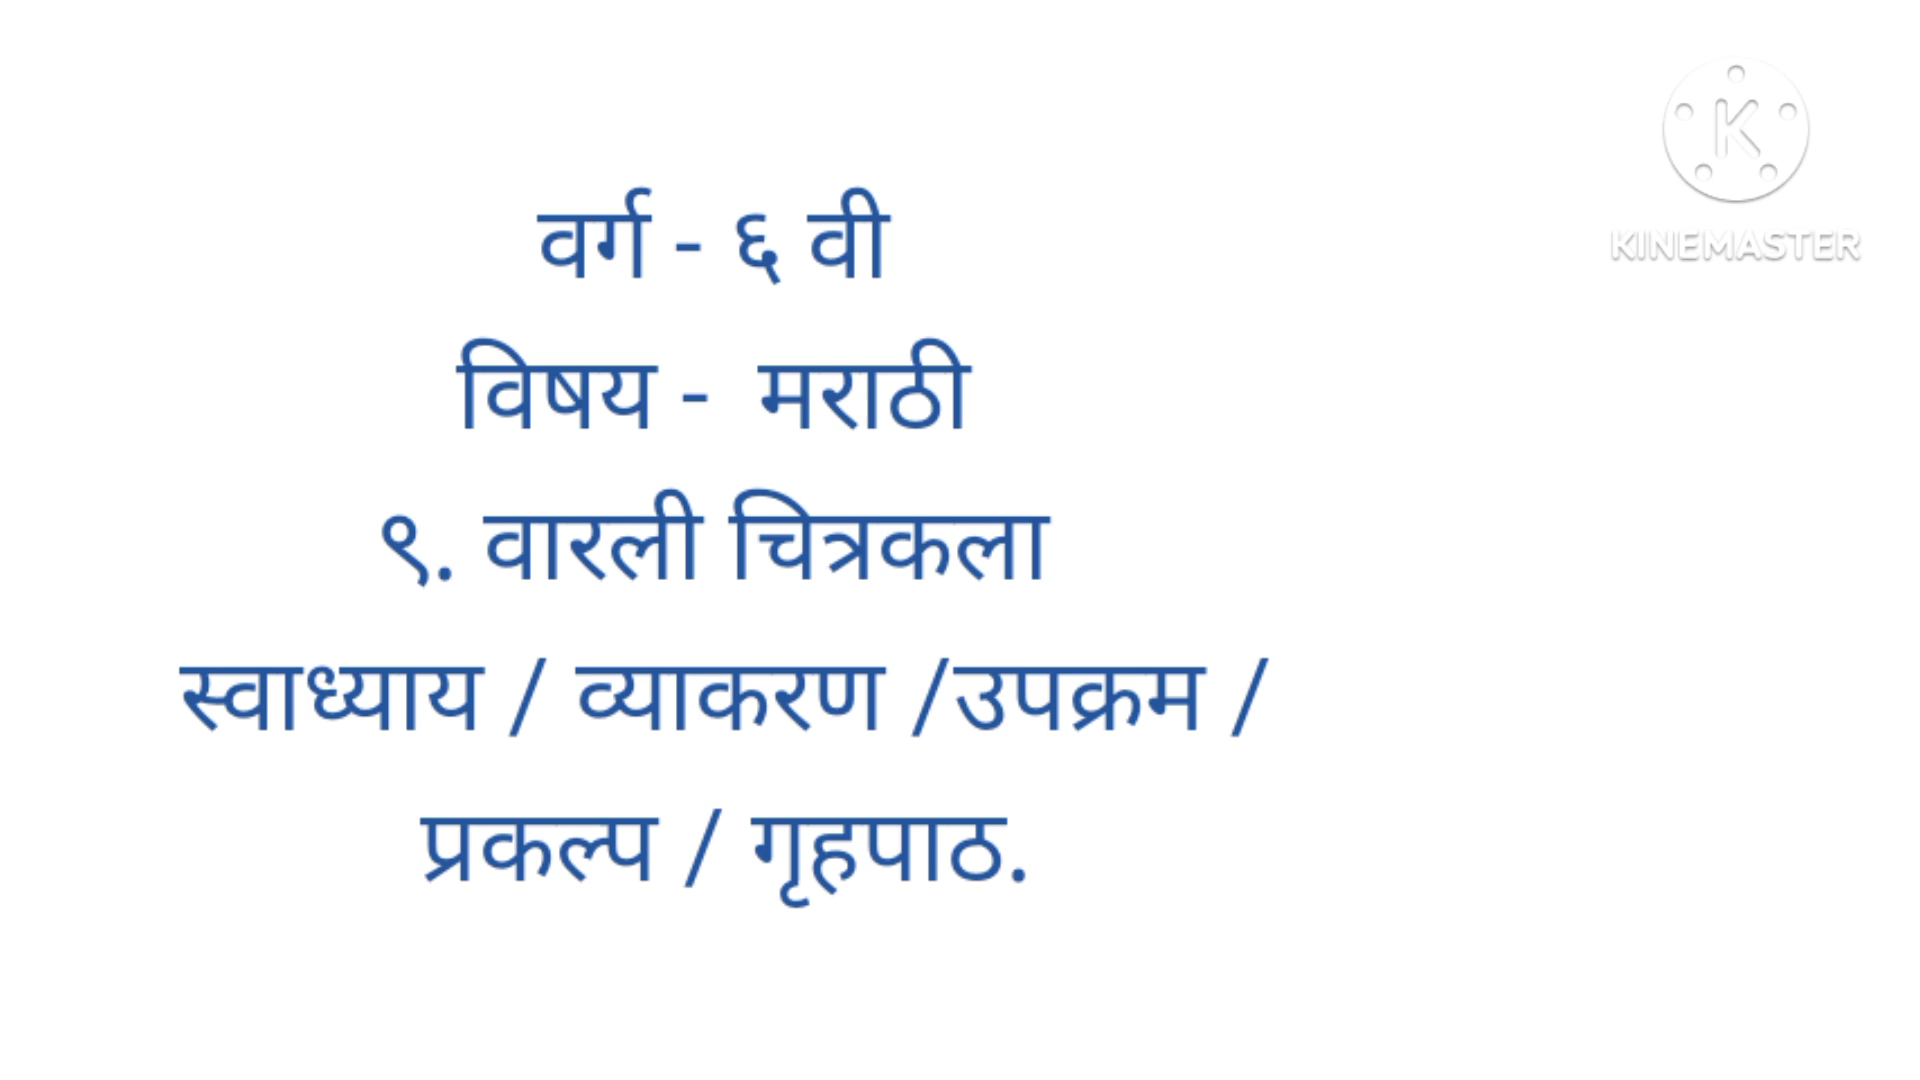 वर्ग - ६ वी
विषय - मराठी
९. वारली चित्रकला
स्वाध्याय / व्याकरण /उपक्रम /
प्रकल्प / गृहपाठ.
K
KINEMASTER